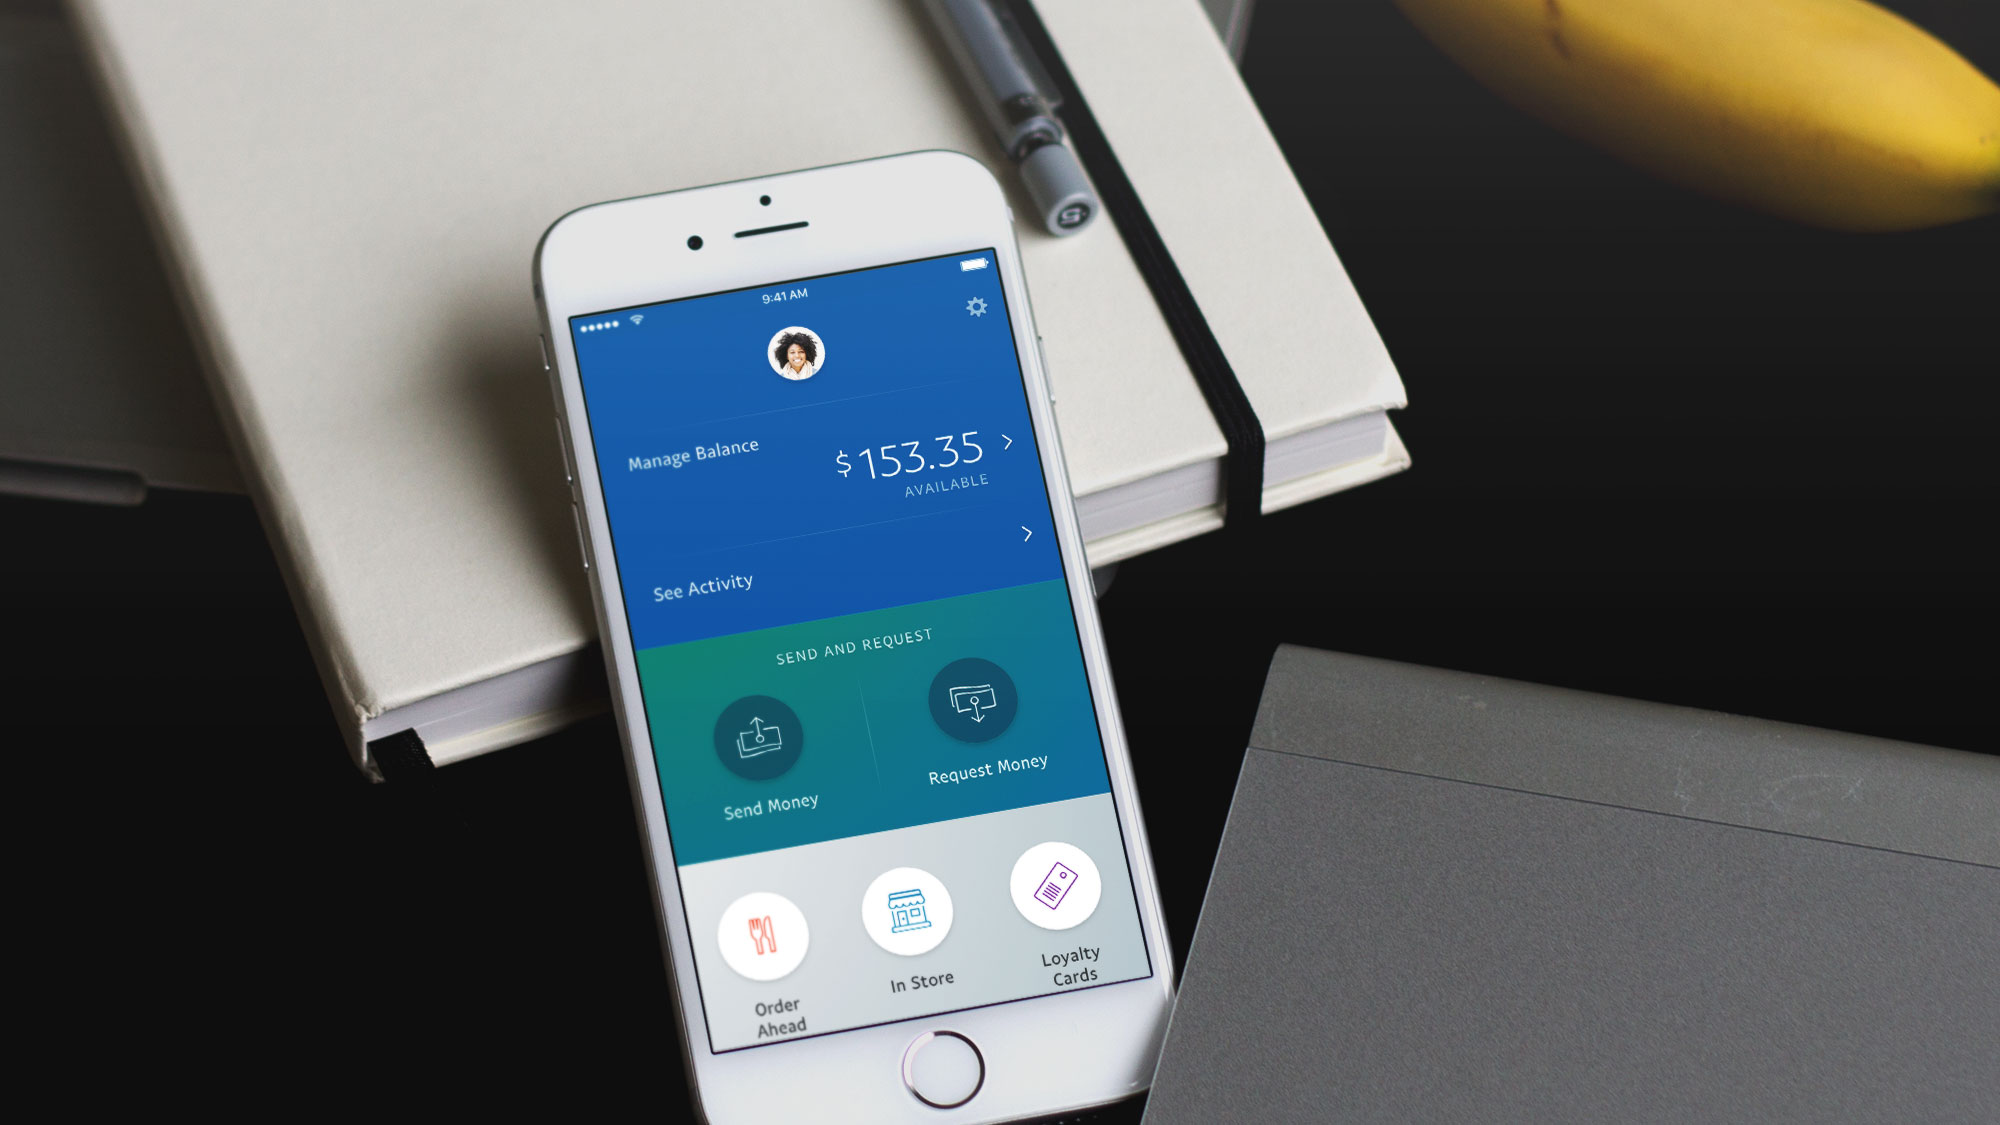 9:41 AM
Manage Balance
$153.35
AVAILABLE
See Activity
SEND AND REQUEST
Send Money
Request Money
Order
Ahead
In Store
Loyalty
Cards